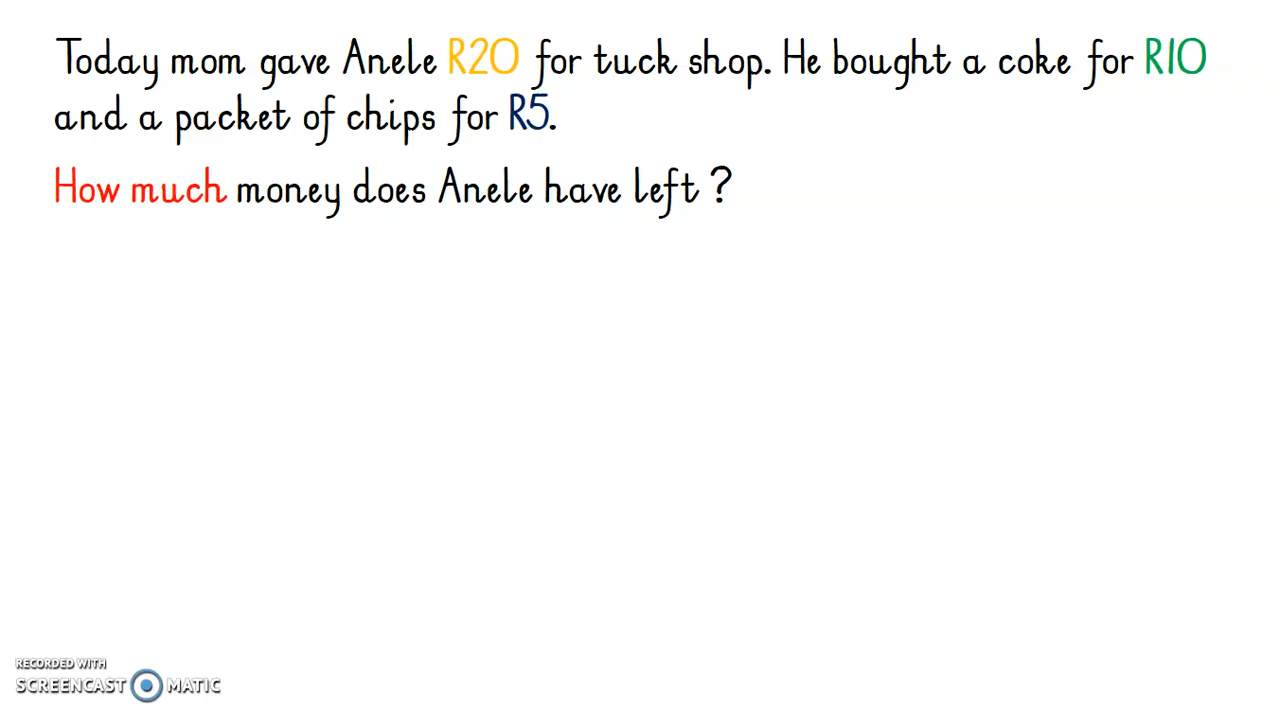 Today mom gave Anele R20 for tuck shop. He bought a coke for R10
and a packet of chips for R5.
How much money does Anele have left ?
RECORDED WITH
SCREENCAST MATIC